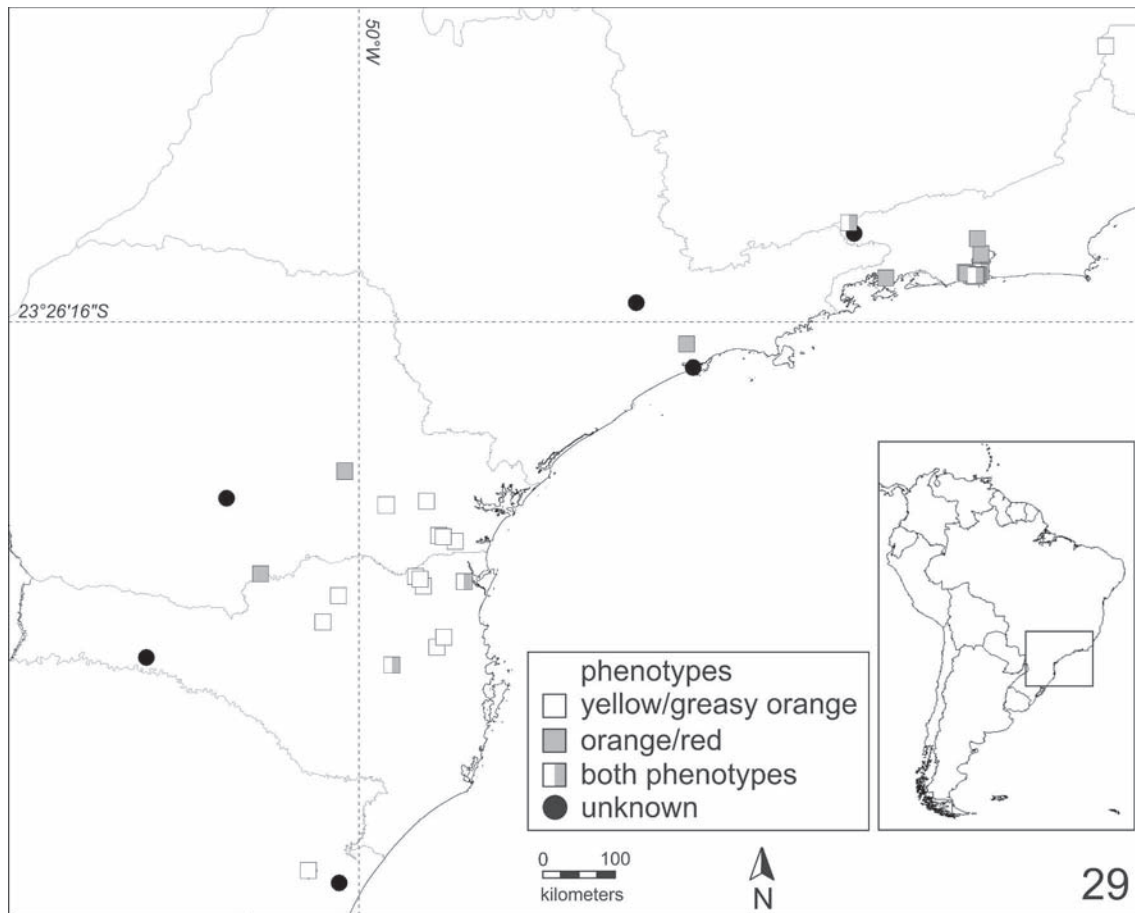 50°W
23°26'16"S
phenotypes
yellow/greasy orange
orange/red
both phenotypes
unknown
0 100
kilometers
N
29